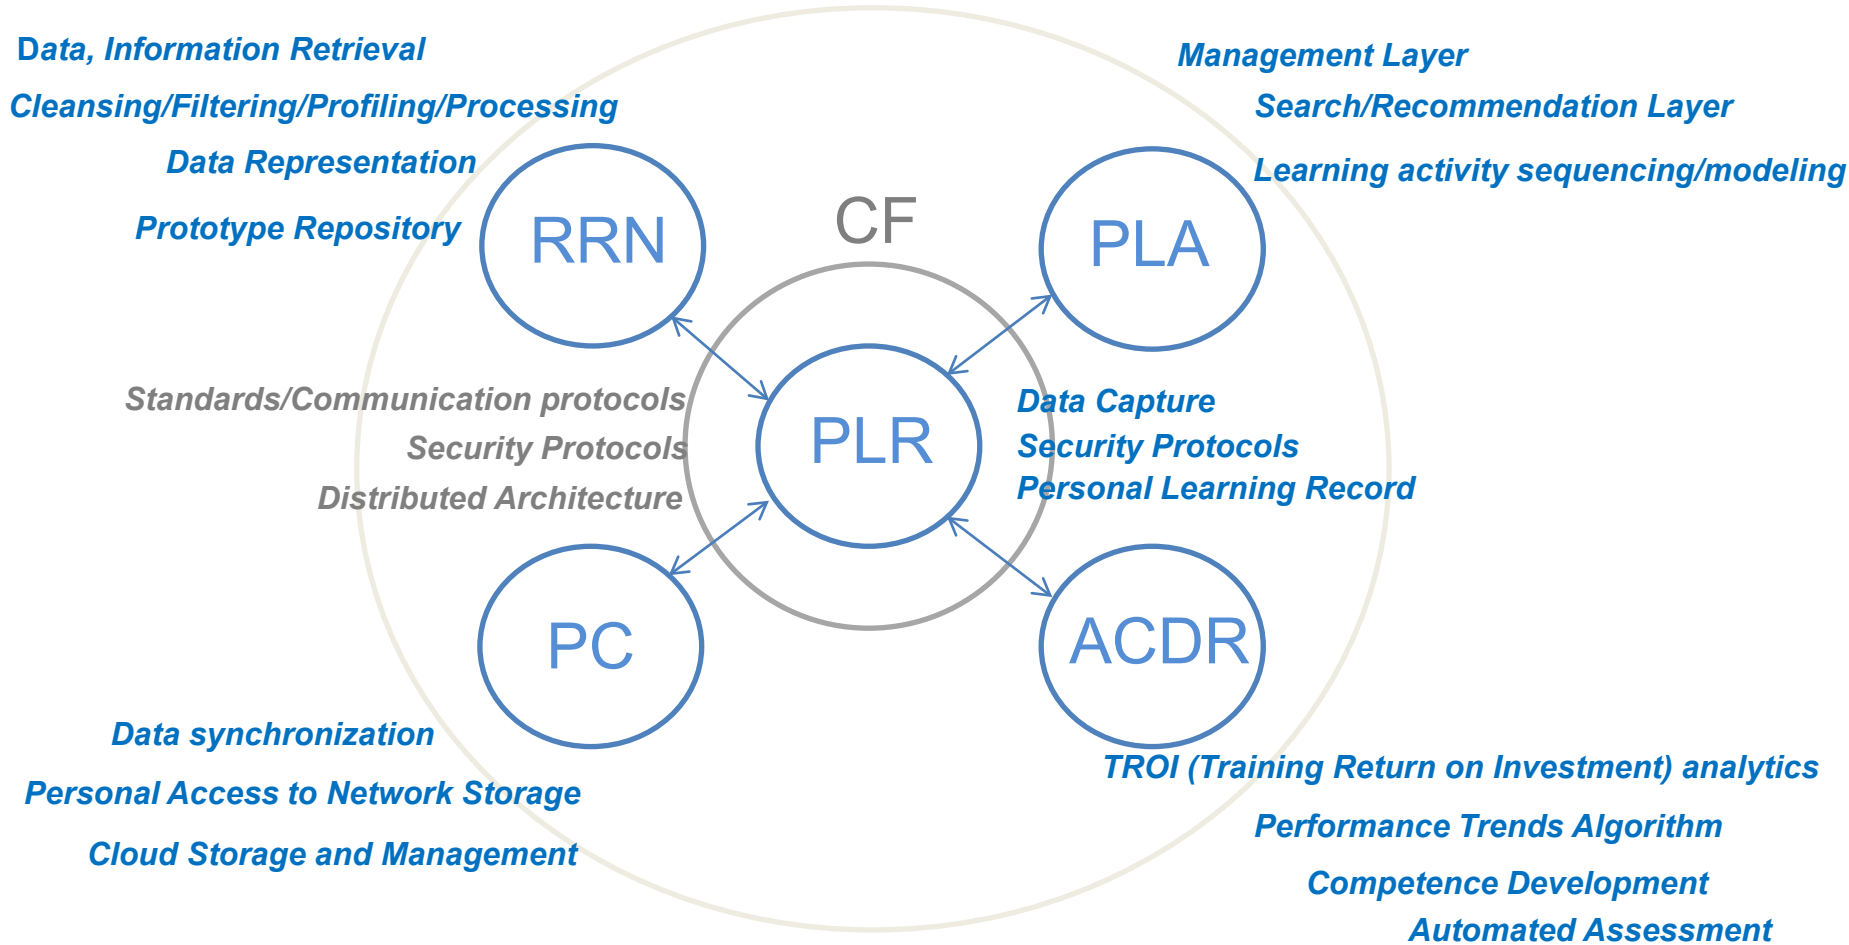 Data, Information Retrieval
Cleansing/Filtering/Profiling/Processing
Data Representation
Prototype Repository
RRN
Management Layer
Search/Recommendation Layer
Learning activity sequencing/modeling
PLA
CF
Standards/Communication protocols
Security Protocols
Distributed Architecture
PLR
Data Capture
Security Protocols
Personal Learning Record
PC
Data synchronization
Personal Access to Network Storage
Cloud Storage and Management
ACDR
TROI (Training Return on Investment) analytics
Performance Trends Algorithm
Competence Development
Automated Assessment